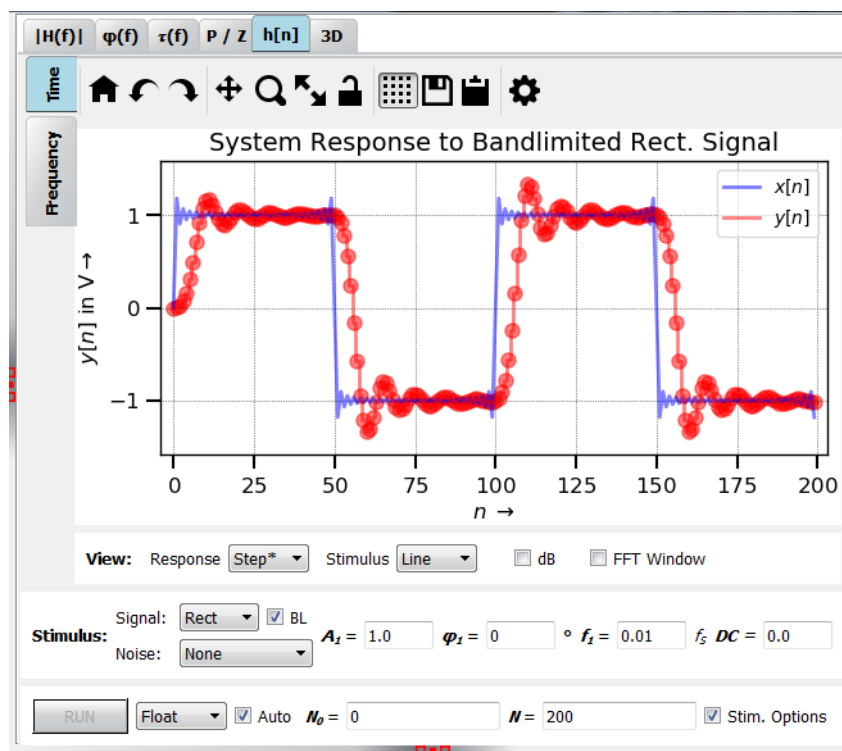 |H(f)| φ(f) τ(f) P / Z h[n] 3D
Time
Frequency
System Response to Bandlimited Rect. Signal
x[n]
y[n]
y[n] in V →
1
0
−1
0 25 50 75 100 125 150 175 200
n →
View: Response Step* Stimulus Line dB FFT Window
Stimulus:
Signal: Rect BL
Noise: None
A₁ = 1.0 φ₁ = 0 ° f₁ = 0.01 f_S DC = 0.0
RUN Float Auto N₀ = 0 N = 200 Stim. Options